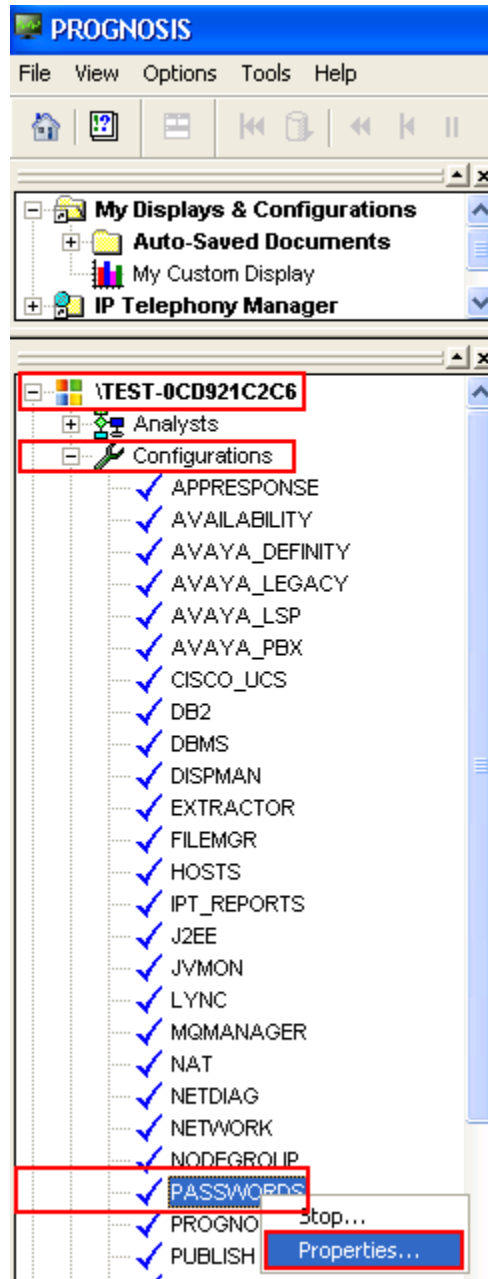 PROGNOSIS
File View Options Tools Help
My Displays & Configurations
Auto-Saved Documents
My Custom Display
IP Telephony Manager
\TEST-0CD921C2C6
Analysts
Configurations
APPRESPONSE
AVAILABILITY
AVAYA_DEFINITY
AVAYA_LEGACY
AVAYA_LSP
AVAYA_PBX
CISCO_UCS
DB2
DBMS
DISPMAN
EXTRACTOR
FILEMGR
HOSTS
IPT_REPORTS
J2EE
JVMON
LYNC
MQMANAGER
NAT
NETDIAG
NETWORK
NODEGROUP
PASSWORDS
PROGNO Stop...
PUBLISH Properties...